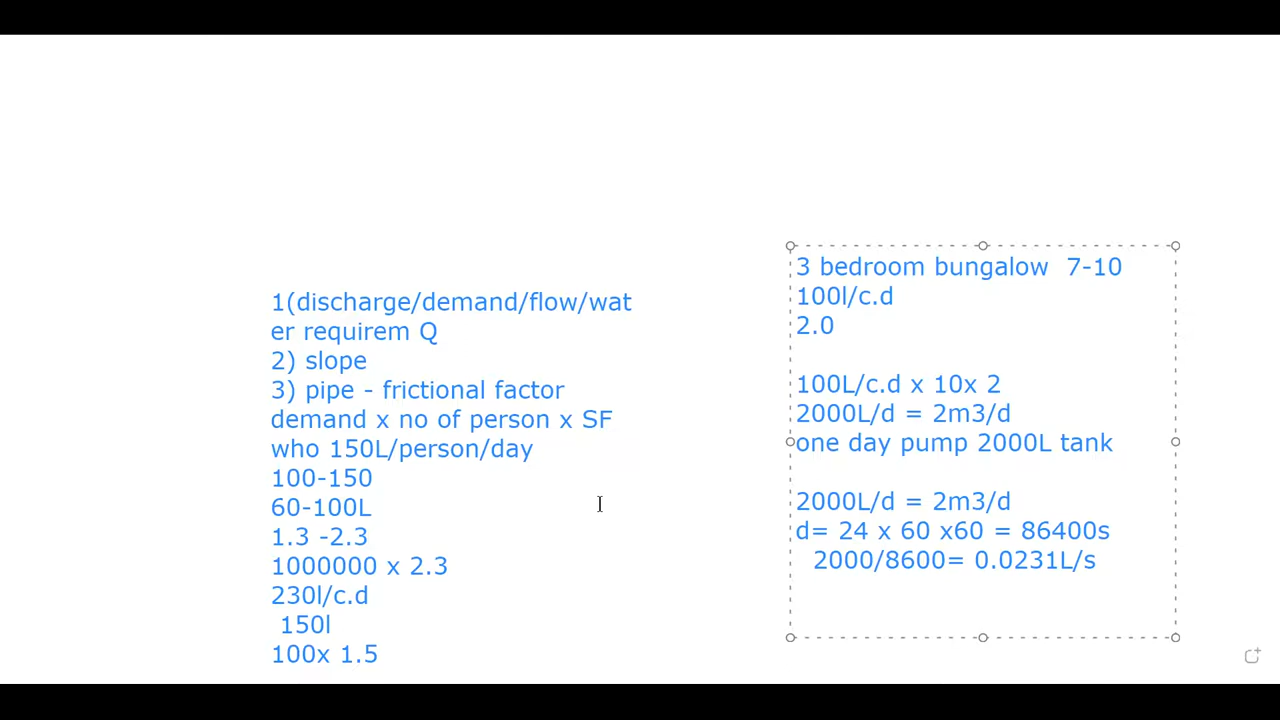 1(discharge/demand/flow/wat
er requirem Q
2) slope
3) pipe - frictional factor
demand x no of person x SF
who 150L/person/day
100-150
60-100L
1.3 -2.3
1000000 x 2.3
230l/c.d
150l
100x 1.5
3 bedroom bungalow  7-10
100l/c.d
2.0
100L/c.d x 10x 2
2000L/d = 2m3/d
one day pump 2000L tank
2000L/d = 2m3/d
d= 24 x 60 x60 = 86400s
2000/8600= 0.0231L/s